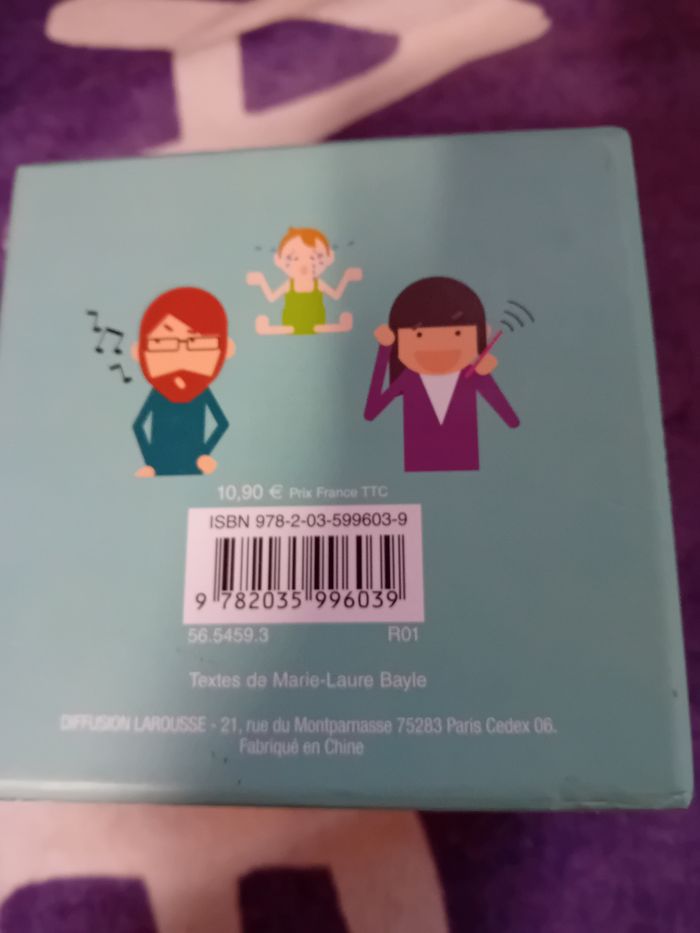 10,90 € Prix France TTC
ISBN 978-2-03-599603-9
9 782035 996039
56.5459.3 R01
Textes de Marie-Laure Bayle
DIFFUSION LAROUSSE - 21, rue du Montparnasse 75283 Paris Cedex 06.
Fabriqué en Chine